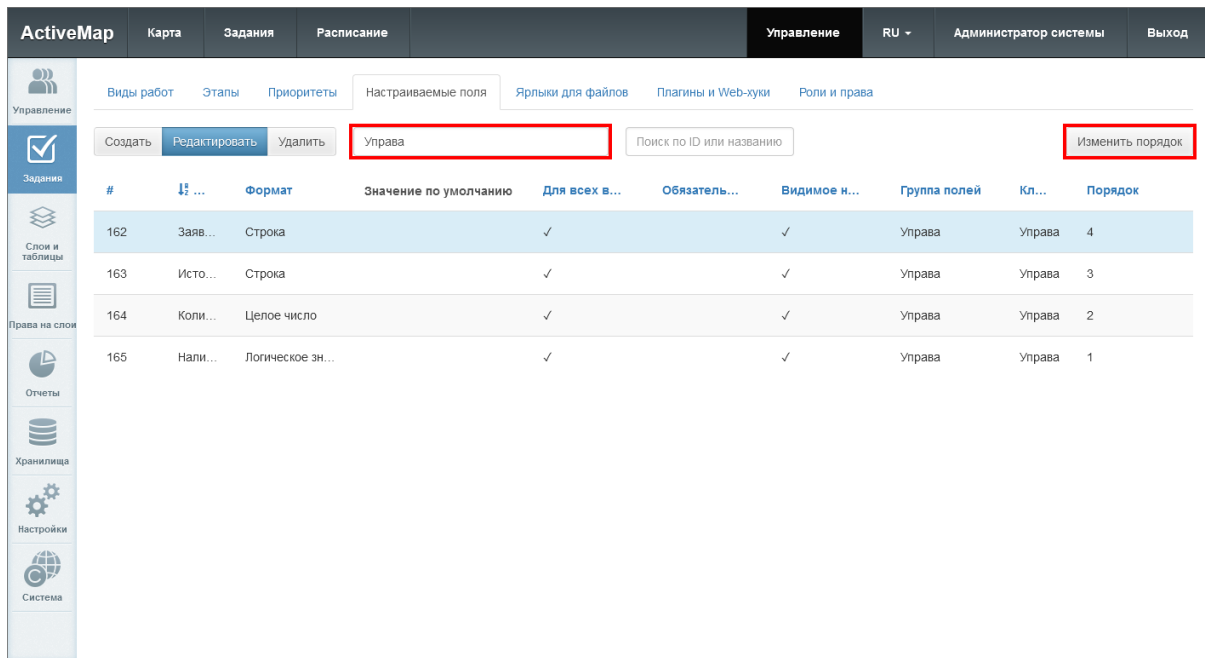 ActiveMap Карта Задания Расписание Управление RU Администратор системы Выход
Управление
Задания
Слои и
таблицы
Права на слои
Отчеты
Хранилища
Настройки
Система
Виды работ Этапы Приоритеты Настраиваемые поля Ярлыки для файлов Плагины и Web-хуки Роли и права
Создать Редактировать Удалить Управа Поиск по ID или названию Изменить порядок
# ... Формат Значение по умолчанию Для всех в... Обязатель... Видимое н... Группа полей Кл... Порядок
162 Заяв... Строка ✓ ✓ Управа Управа 4
163 Исто... Строка ✓ ✓ Управа Управа 3
164 Коли... Целое число ✓ ✓ Управа Управа 2
165 Нали... Логическое зн... ✓ ✓ Управа Управа 1